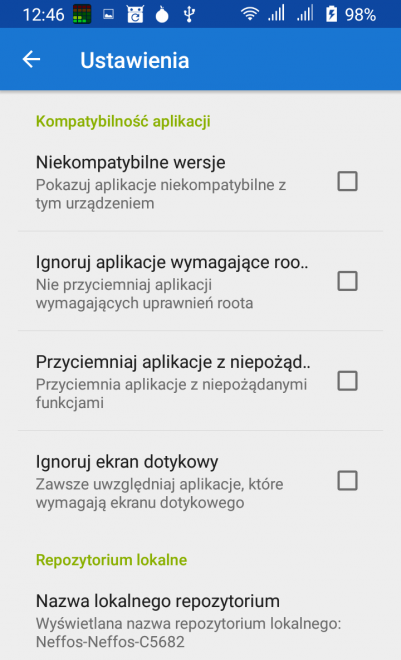 12:46 98%
Ustawienia
Kompatybilność aplikacji
Niekompatybilne wersje
Pokazuj aplikacje niekompatybilne z
tym urządzeniem
Ignoruj aplikacje wymagające roo..
Nie przyciemniaj aplikacji
wymagających uprawnień roota
Przyciemniaj aplikacje z niepożąd..
Przyciemnia aplikacje z niepożądanymi
funkcjami
Ignoruj ekran dotykowy
Zawsze uwzględniaj aplikacje, które
wymagają ekranu dotykowego
Repozytorium lokalne
Nazwa lokalnego repozytorium
Wyświetlana nazwa repozytorium lokalnego:
Neffos-Neffos-C5682